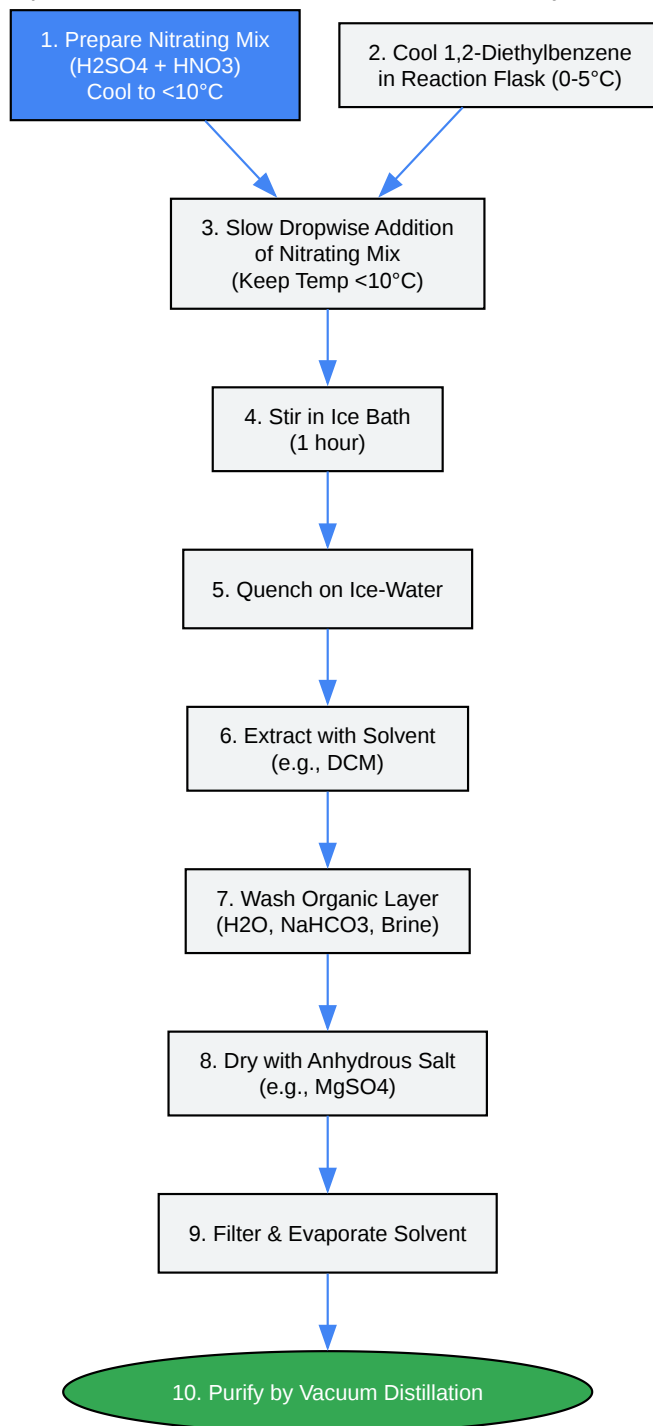 1. Prepare Nitrating Mix
(H2SO4 + HNO3)
Cool to <10°C
2. Cool 1,2-Diethylbenzene
in Reaction Flask (0-5°C)
3. Slow Dropwise Addition
of Nitrating Mix
(Keep Temp <10°C)
4. Stir in Ice Bath
(1 hour)
5. Quench on Ice-Water
6. Extract with Solvent
(e.g., DCM)
7. Wash Organic Layer
(H2O, NaHCO3, Brine)
8. Dry with Anhydrous Salt
(e.g., MgSO4)
9. Filter & Evaporate Solvent
10. Purify by Vacuum Distillation